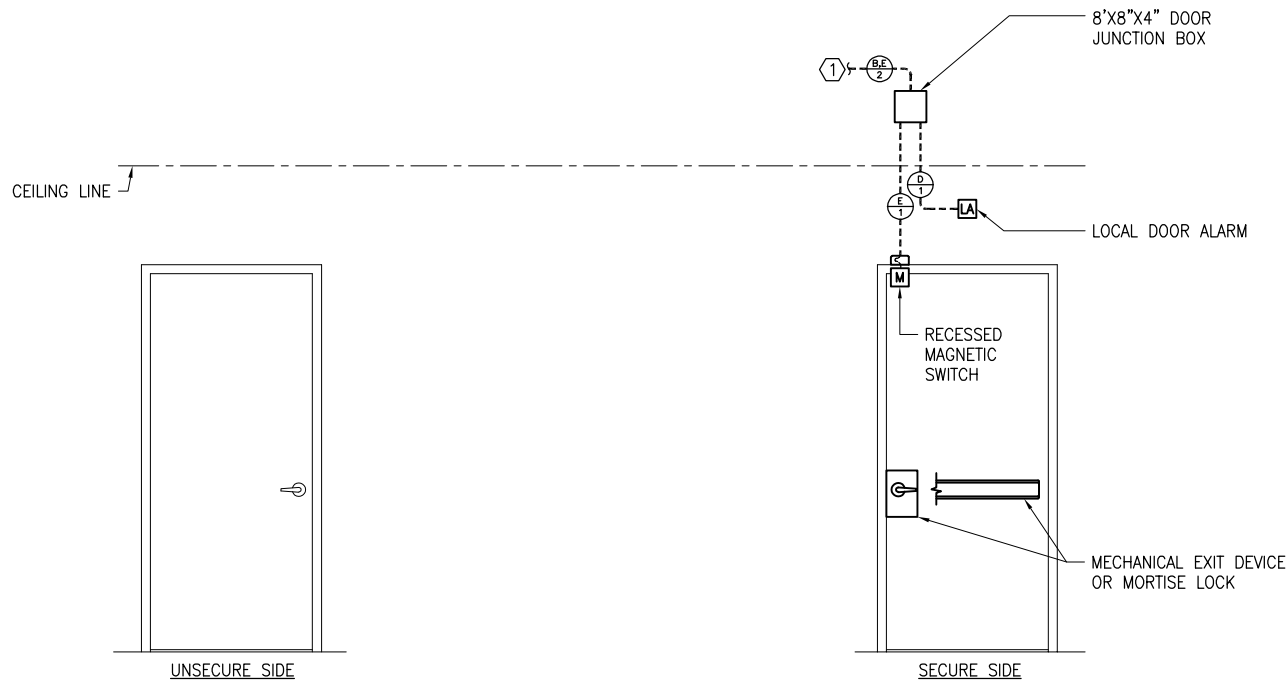 8'X8"X4" DOOR
JUNCTION BOX
1
B,E
2
CEILING LINE
D
1
E
1
LA
LOCAL DOOR ALARM
M
RECESSED
MAGNETIC
SWITCH
MECHANICAL EXIT DEVICE
OR MORTISE LOCK
UNSECURE SIDE
SECURE SIDE